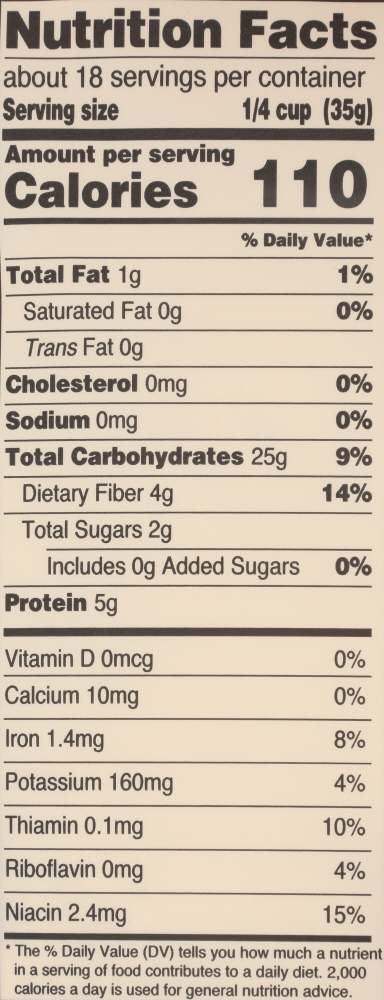 Nutrition Facts
about 18 servings per container
Serving size 1/4 cup (35g)
Amount per serving
Calories 110
% Daily Value*
Total Fat 1g 1%
Saturated Fat 0g 0%
Trans Fat 0g
Cholesterol 0mg 0%
Sodium 0mg 0%
Total Carbohydrates 25g 9%
Dietary Fiber 4g 14%
Total Sugars 2g
Includes 0g Added Sugars 0%
Protein 5g
Vitamin D 0mcg 0%
Calcium 10mg 0%
Iron 1.4mg 8%
Potassium 160mg 4%
Thiamin 0.1mg 10%
Riboflavin 0mg 4%
Niacin 2.4mg 15%
* The % Daily Value (DV) tells you how much a nutrient
in a serving of food contributes to a daily diet. 2,000
calories a day is used for general nutrition advice.